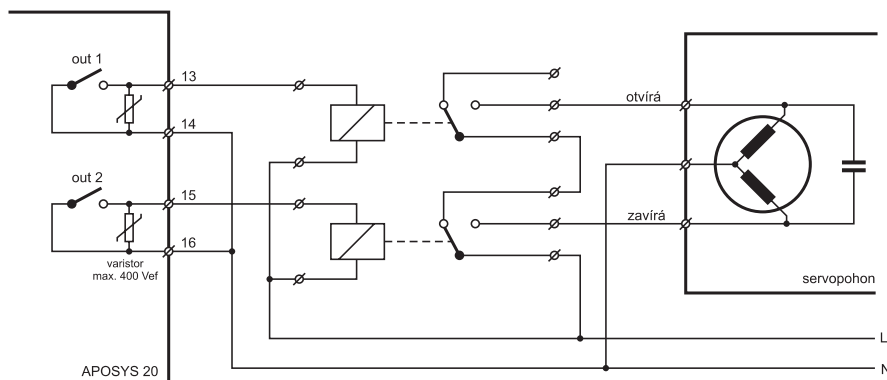 out 1
13
14
out 2
15
16
varistor
max. 400 Vef
APOSYS 20
otvírá
zavírá
servopohon
L
N